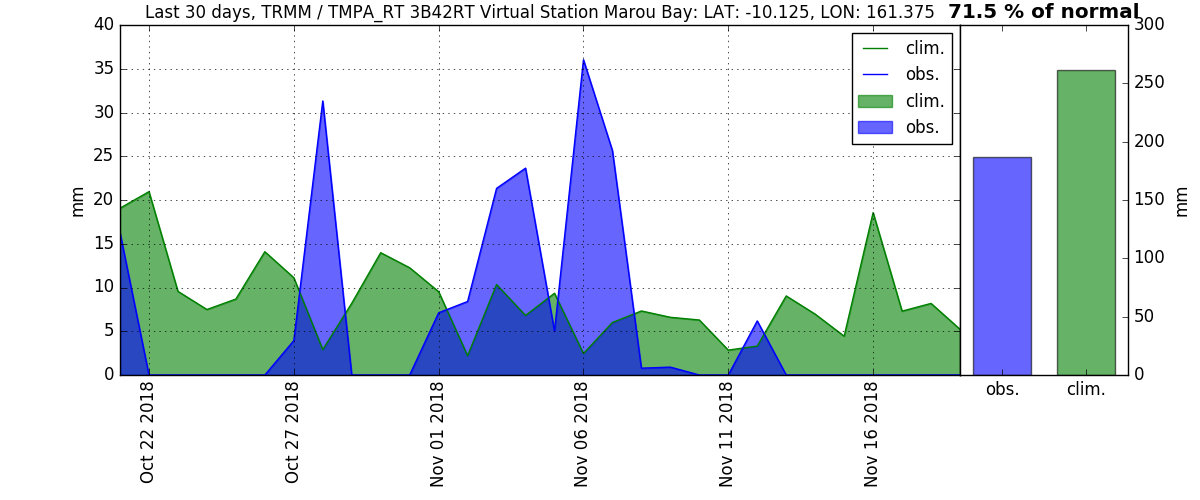 Last 30 days, TRMM / TMPA_RT 3B42RT Virtual Station Marou Bay: LAT: -10.125, LON: 161.375 71.5 % of normal
40
35
30
25
20
15
10
5
0
mm
clim.
obs.
clim.
obs.
Oct 22 2018
Oct 27 2018
Nov 01 2018
Nov 06 2018
Nov 11 2018
Nov 16 2018
300
250
200
150
100
50
0
mm
obs.
clim.